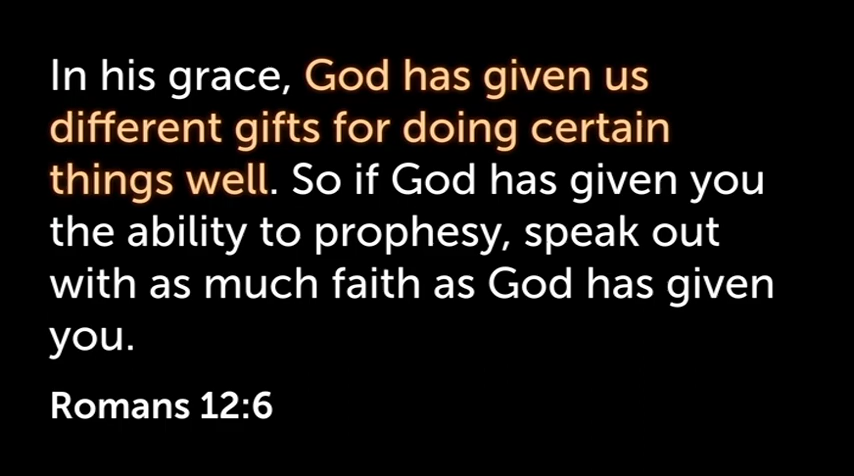 In his grace, God has given us
different gifts for doing certain
things well. So if God has given you
the ability to prophesy, speak out
with as much faith as God has given
you.
Romans 12:6